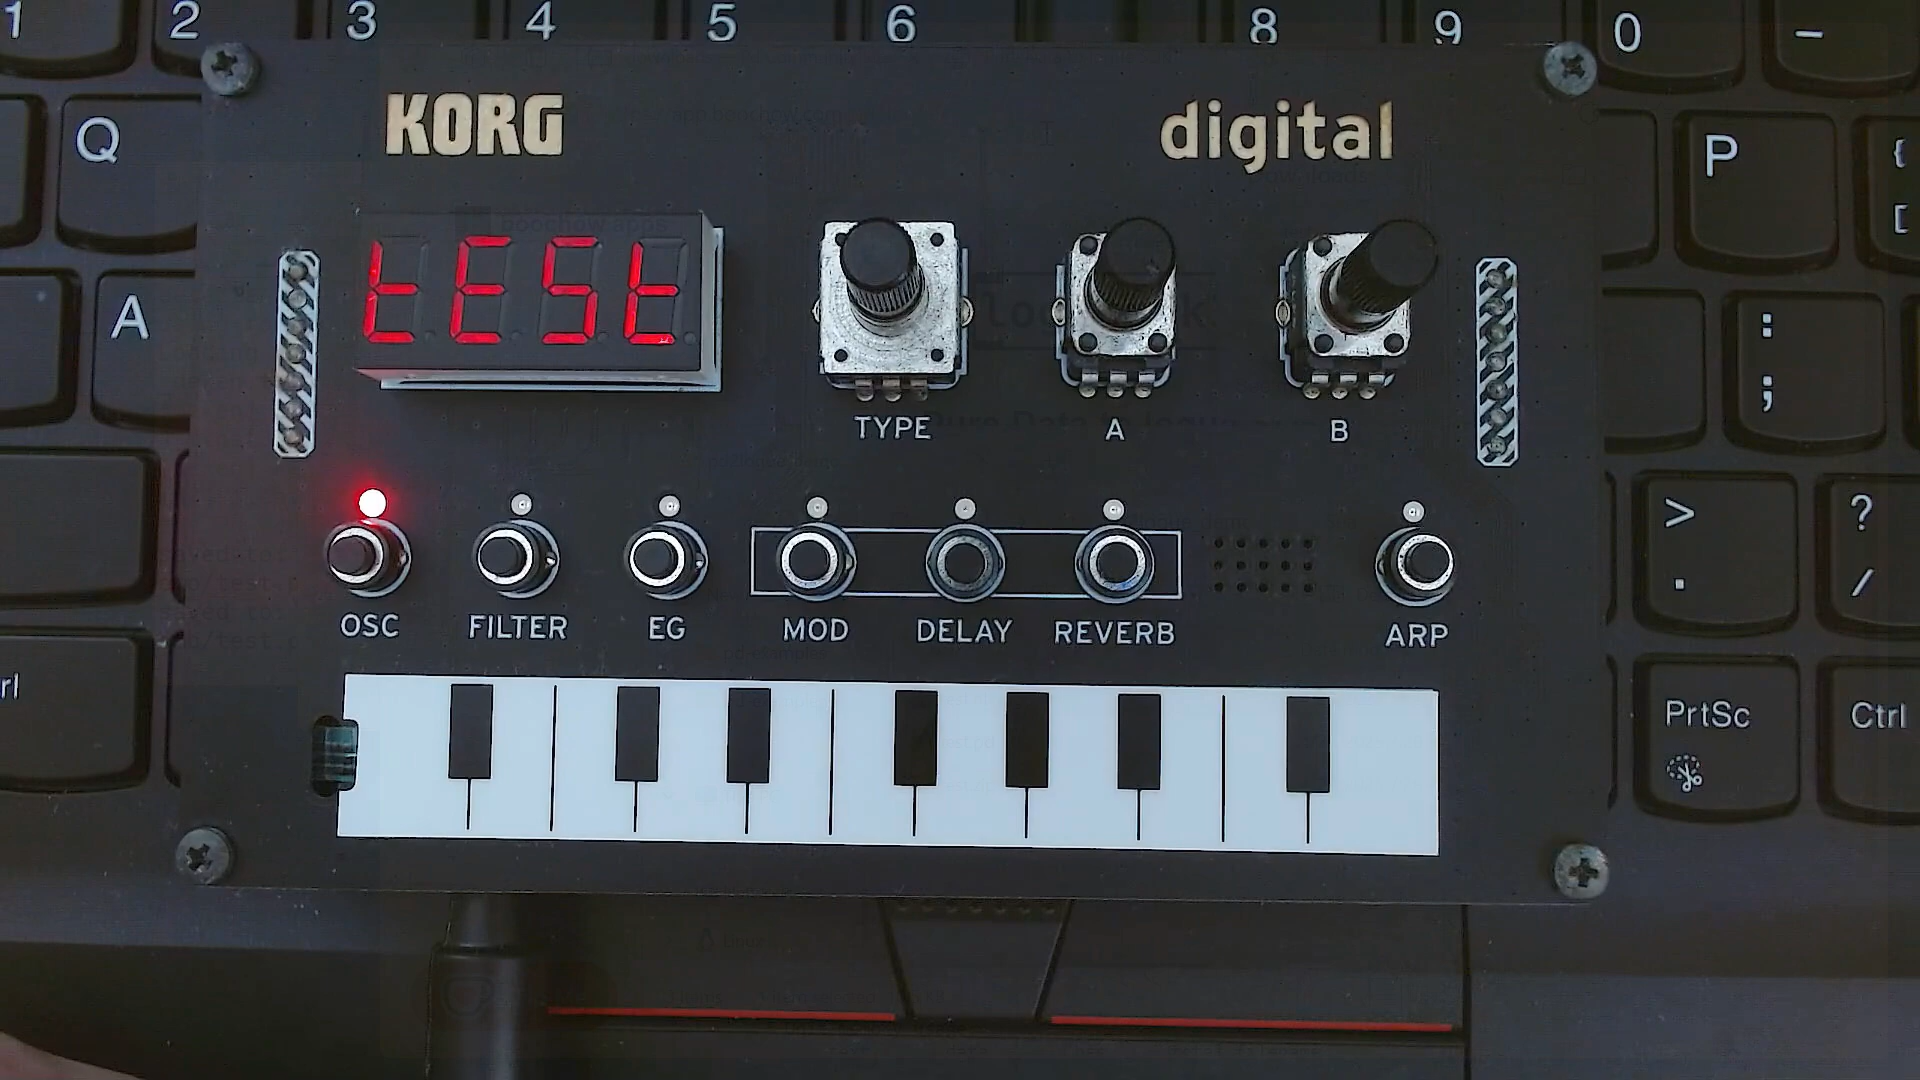 1 2 3 4 5 6 8 9 0 -
KORG digital
Q P {
[
tESt
A : ;
TYPE A B
> .
? /
OSC FILTER EG MOD DELAY REVERB ARP
rl PrtSc Ctrl